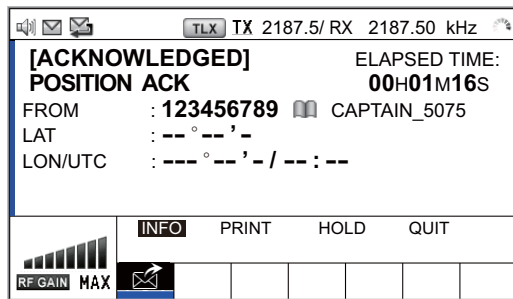 TLX TX 2187.5/ RX 2187.50 kHz
[ACKNOWLEDGED] ELAPSED TIME:
POSITION ACK 00H01M16S
FROM : 123456789 CAPTAIN_5075
LAT : --°--’-
LON/UTC : ---°--’-/--:--
INFO PRINT HOLD QUIT
RF GAIN MAX